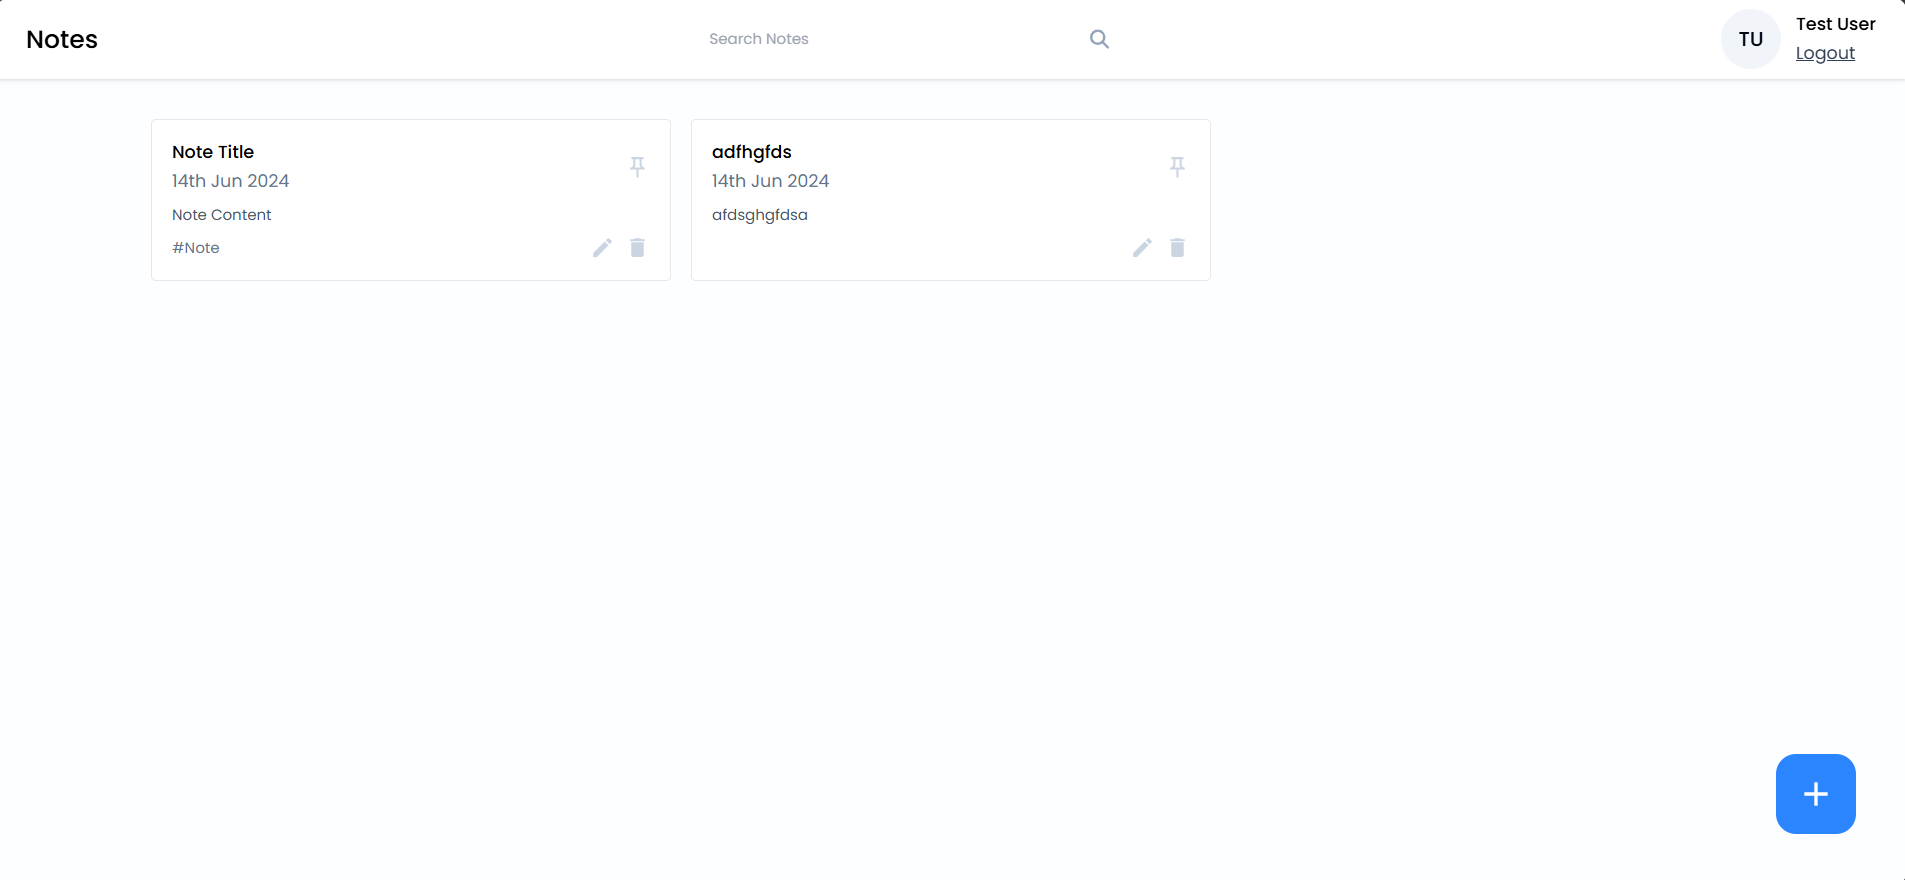 Notes
Search Notes
TU
Test User
Logout
Note Title
14th Jun 2024
Note Content
#Note
adfhgfds
14th Jun 2024
afdsghgfdsa